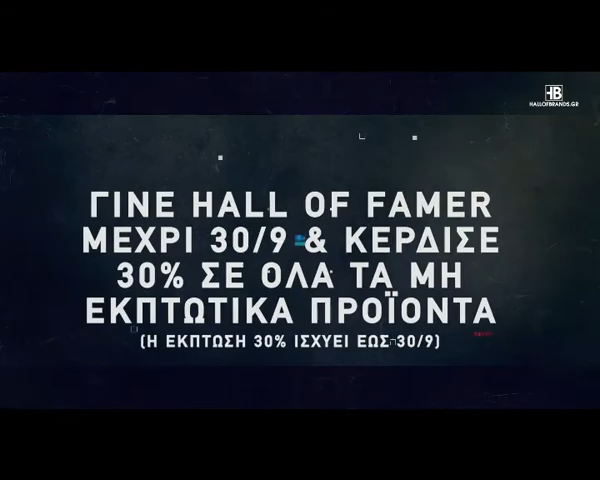 HB
HALLOFBRANDS.GR
ΓΙΝΕ HALL OF FAMER
ΜΕΧΡΙ 30/9 & ΚΕΡΔΙΣΕ
30% ΣΕ ΟΛΑ ΤΑ ΜΗ
ΕΚΠΤΩΤΙΚΑ ΠΡΟΪΟΝΤΑ
(Η ΕΚΠΤΩΣΗ 30% ΙΣΧΥΕΙ ΕΩΣ 30/9)